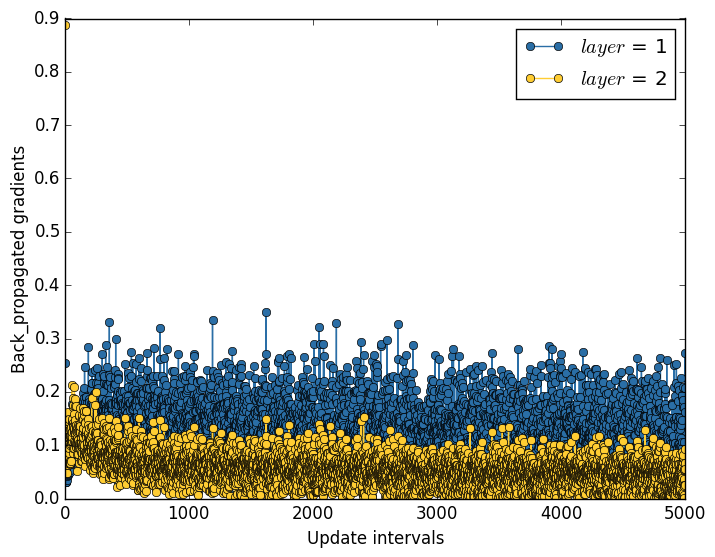 0.9
0.8
0.7
0.6
0.5
0.4
0.3
0.2
0.1
0.0
Back_propagated gradients
layer = 1
layer = 2
0 1000 2000 3000 4000 5000
Update intervals